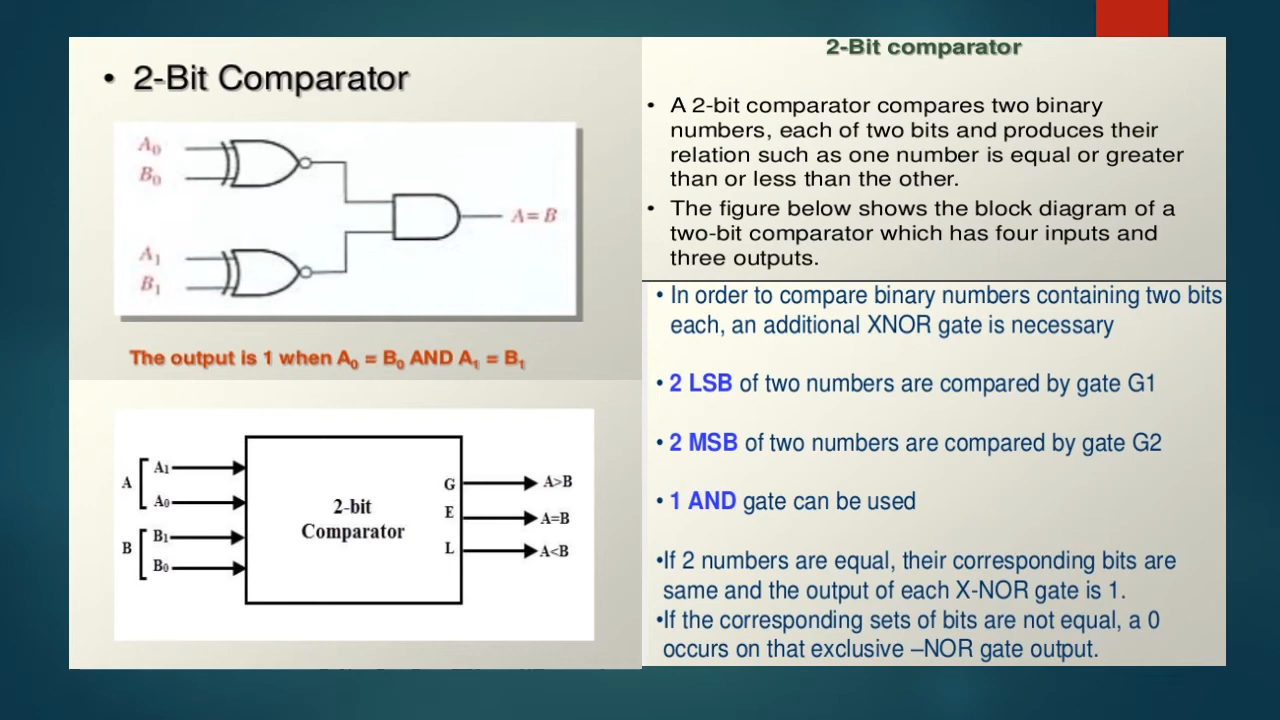 • 2-Bit Comparator
A₀
B₀
A₁
B₁
A= B
The output is 1 when A₀ = B₀ AND A₁ = B₁
A
A₁
A₀
B
B₁
B₀
2-bit
Comparator
G
E
L
A>B
A=B
A<B
2-Bit comparator
• A 2-bit comparator compares two binary
numbers, each of two bits and produces their
relation such as one number is equal or greater
than or less than the other.
• The figure below shows the block diagram of a
two-bit comparator which has four inputs and
three outputs.
• In order to compare binary numbers containing two bits
each, an additional XNOR gate is necessary
• 2 LSB of two numbers are compared by gate G1
• 2 MSB of two numbers are compared by gate G2
• 1 AND gate can be used
•If 2 numbers are equal, their corresponding bits are
same and the output of each X-NOR gate is 1.
•If the corresponding sets of bits are not equal, a 0
occurs on that exclusive –NOR gate output.